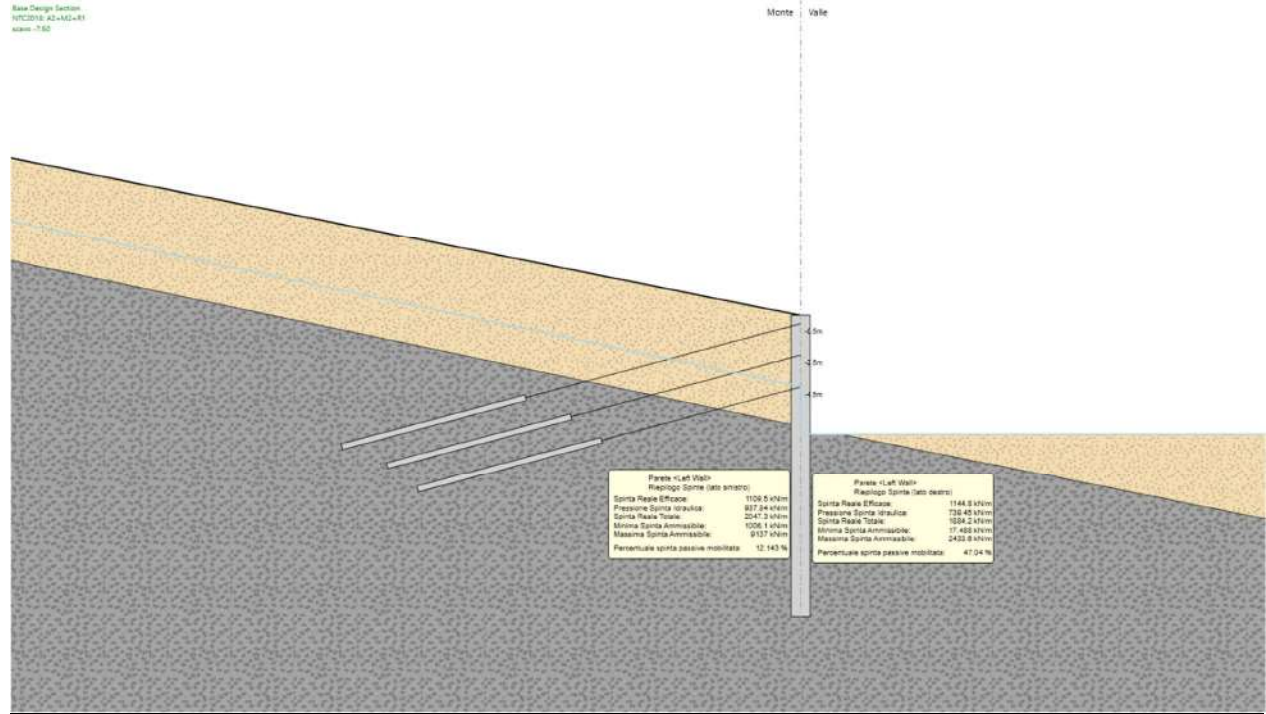 Base Design Section
NTC2018: A2+M2+R1
scavo -7.60
Monte Valle
-0.5m
-2.5m
-4.5m
Parete <Left Wall>
Riepilogo Spinte (lato sinistro)
Spinta Reale Efficace: 1109.5 kN/m
Pressione Spinta Idraulica: 937.84 kN/m
Spinta Reale Totale: 2047.3 kN/m
Minima Spinta Ammissibile: 1006.1 kN/m
Massima Spinta Ammissibile: 9137 kN/m
Percentuale spinta passive mobilitata: 12.143 %
Parete <Left Wall>
Riepilogo Spinte (lato destro)
Spinta Reale Efficace: 1144.8 kN/m
Pressione Spinta Idraulica: 739.45 kN/m
Spinta Reale Totale: 1884.2 kN/m
Minima Spinta Ammissibile: 17.488 kN/m
Massima Spinta Ammissibile: 2433.8 kN/m
Percentuale spinta passive mobilitata: 47.04 %